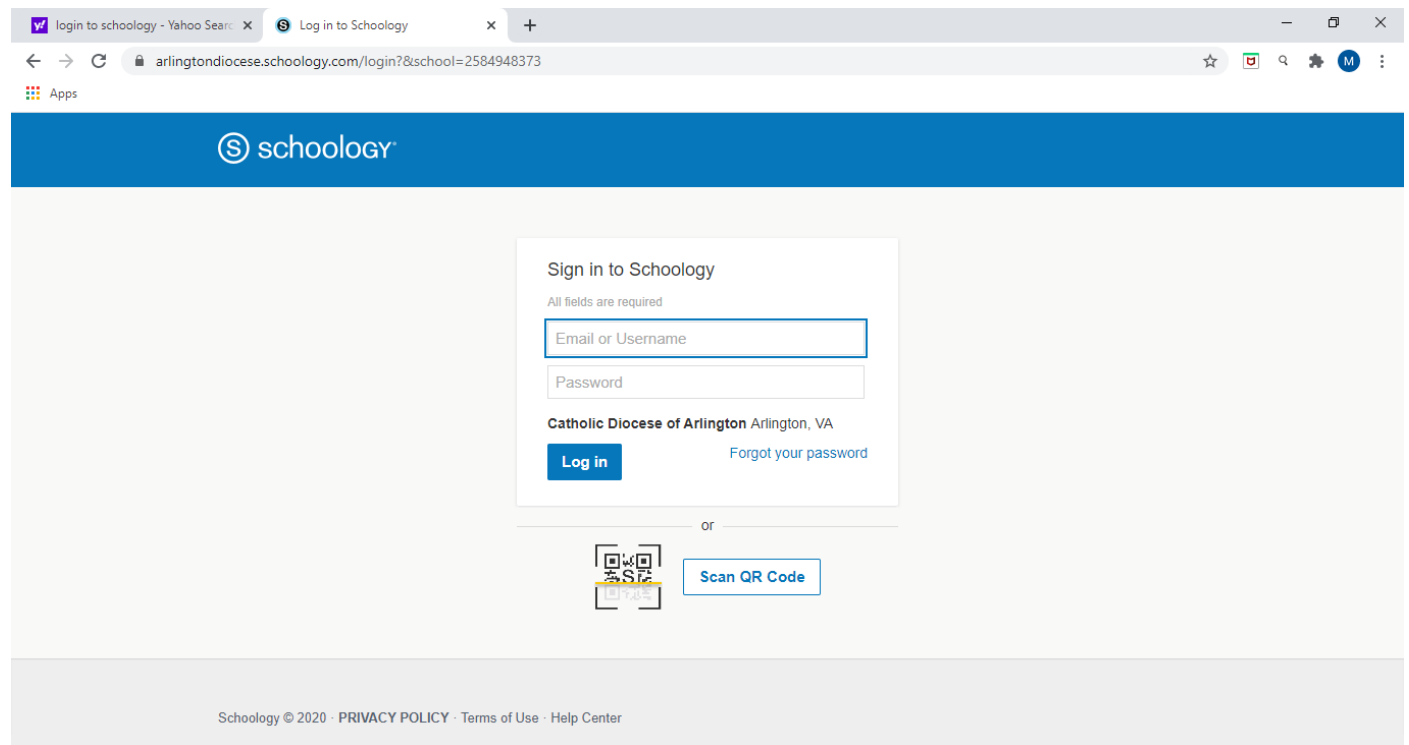 login to schoology - Yahoo Searc
Log in to Schoology
arlingtondiocese.schoology.com/login?&school=2584948373
M
Apps
S schoology®
Sign in to Schoology
All fields are required
Email or Username
Password
Catholic Diocese of Arlington Arlington, VA
Log in
Forgot your password
or
S
Scan QR Code
Schoology © 2020 · PRIVACY POLICY · Terms of Use · Help Center